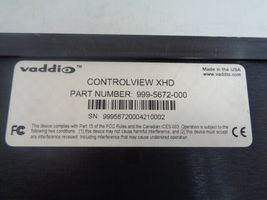 vaddio
Made in the USA
www.vaddio.com
CONTROLVIEW XHD
PART NUMBER: 999-5672-000
SN: 99956720004210002
This device complies with Part 15 of the FCC Rules and the Canadian ICES-003. Operation is subject to the
following two conditions: (1) this device may not cause harmful interference, and (2) this device must accept
any interference received. Including interference that may cause undesired operation.
FC